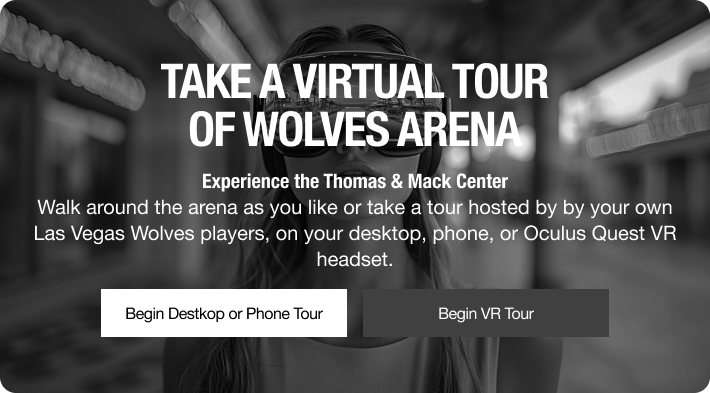 TAKE A VIRTUAL TOUR
OF WOLVES ARENA
Experience the Thomas & Mack Center
Walk around the arena as you like or take a tour hosted by by your own
Las Vegas Wolves players, on your desktop, phone, or Oculus Quest VR
headset.
Begin Destkop or Phone Tour
Begin VR Tour